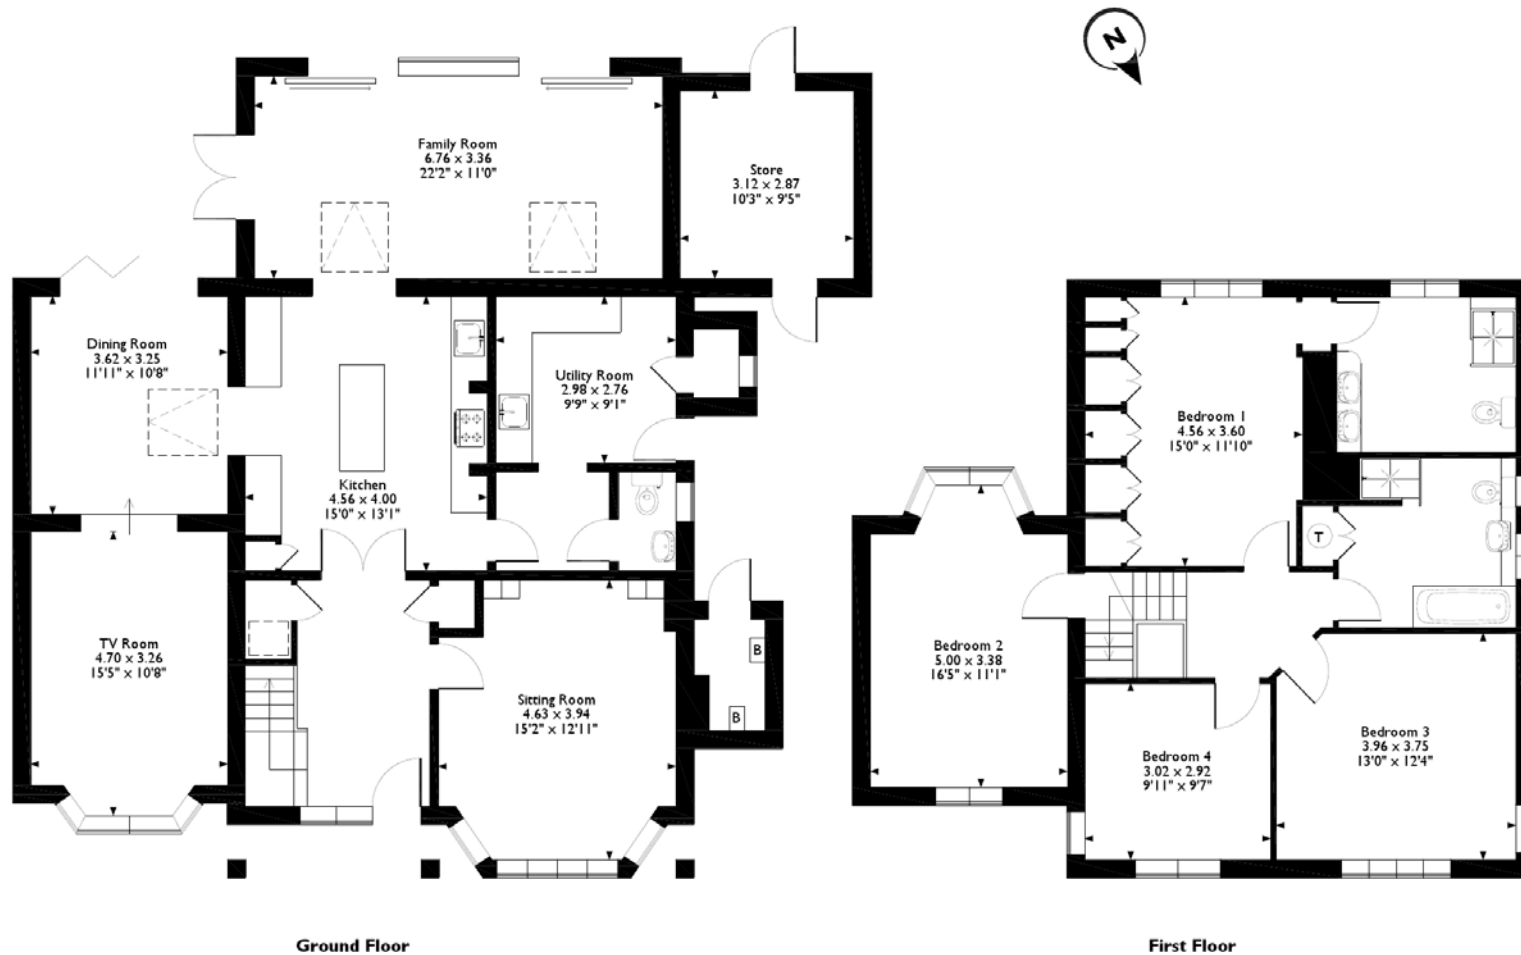 N
Family Room
6.76 x 3.36
22'2" x 11'0"
Store
3.12 x 2.87
10'3" x 9'5"
Dining Room
3.62 x 3.25
11'11" x 10'8"
Utility Room
2.98 x 2.76
9'9" x 9'1"
Kitchen
4.56 x 4.00
15'0" x 13'1"
TV Room
4.70 x 3.26
15'5" x 10'8"
Sitting Room
4.63 x 3.94
15'2" x 12'11"
B
B
Ground Floor
Bedroom 1
4.56 x 3.60
15'0" x 11'10"
T
Bedroom 2
5.00 x 3.38
16'5" x 11'1"
Bedroom 3
3.96 x 3.75
13'0" x 12'4"
Bedroom 4
3.02 x 2.92
9'11" x 9'7"
First Floor